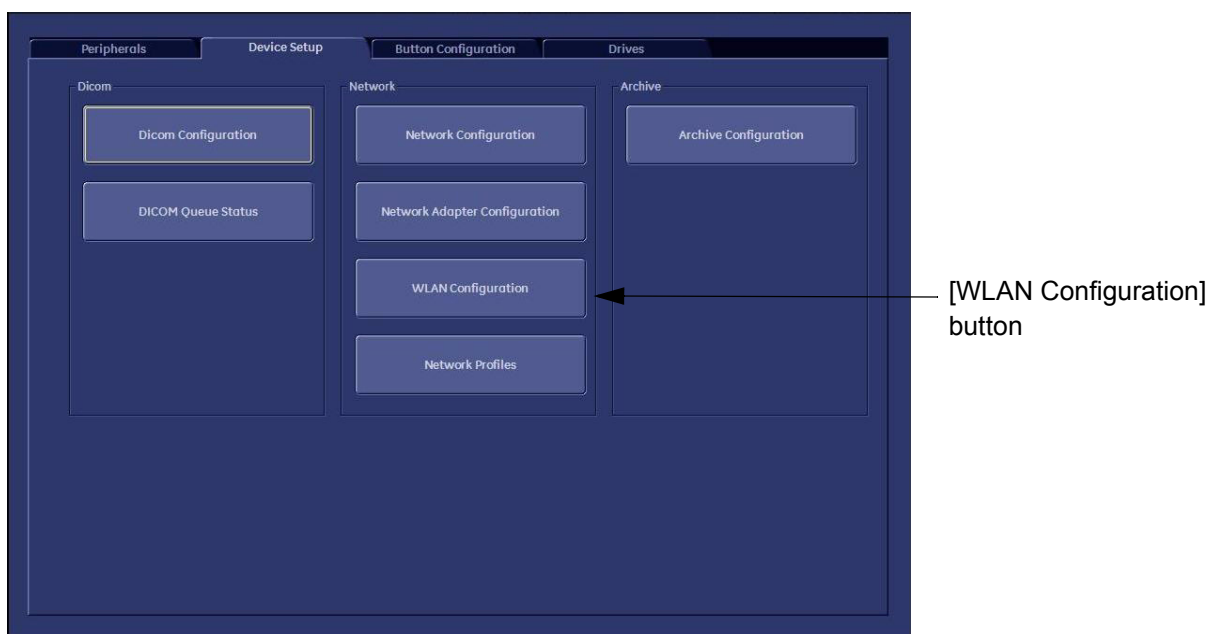 Peripherals
Device Setup
Button Configuration
Drives
Dicom
Network
Archive
Dicom Configuration
Network Configuration
Archive Configuration
DICOM Queue Status
Network Adapter Configuration
WLAN Configuration
Network Profiles
[WLAN Configuration]
button